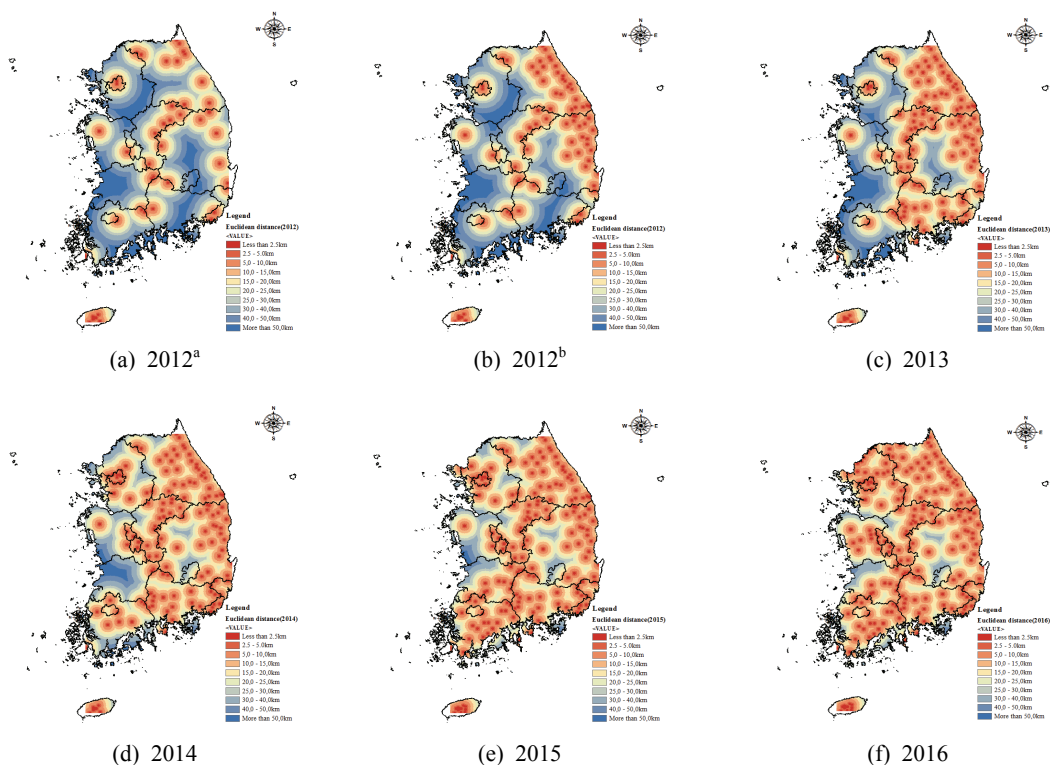 N
W E
S
Legend
Euclidean distance(2012)
<VALUE>
Less than 2.5km
2.5 - 5.0km
5,0 - 10,0km
10,0 - 15,0km
15,0 - 20,0km
20,0 - 25,0km
25,0 - 30,0km
30,0 - 40,0km
40,0 - 50,0km
More than 50,0km
(a) 2012ᵃ
N
W E
S
Legend
Euclidean distance(2012)
<VALUE>
Less than 2.5km
2.5 - 5.0km
5,0 - 10,0km
10,0 - 15,0km
15,0 - 20,0km
20,0 - 25,0km
25,0 - 30,0km
30,0 - 40,0km
40,0 - 50,0km
More than 50,0km
(b) 2012ᵇ
N
W E
S
Legend
Euclidean distance(2013)
<VALUE>
Less than 2.5km
2.5 - 5.0km
5,0 - 10,0km
10,0 - 15,0km
15,0 - 20,0km
20,0 - 25,0km
25,0 - 30,0km
30,0 - 40,0km
40,0 - 50,0km
More than 50,0km
(c) 2013
N
W E
S
Legend
Euclidean distance(2014)
<VALUE>
Less than 2.5km
2.5 - 5.0km
5,0 - 10,0km
10,0 - 15,0km
15,0 - 20,0km
20,0 - 25,0km
25,0 - 30,0km
30,0 - 40,0km
40,0 - 50,0km
More than 50,0km
(d) 2014
N
W E
S
Legend
Euclidean distance(2015)
<VALUE>
Less than 2.5km
2.5 - 5.0km
5,0 - 10,0km
10,0 - 15,0km
15,0 - 20,0km
20,0 - 25,0km
25,0 - 30,0km
30,0 - 40,0km
40,0 - 50,0km
More than 50,0km
(e) 2015
N
W E
S
Legend
Euclidean distance(2016)
<VALUE>
Less than 2.5km
2.5 - 5.0km
5,0 - 10,0km
10,0 - 15,0km
15,0 - 20,0km
20,0 - 25,0km
25,0 - 30,0km
30,0 - 40,0km
40,0 - 50,0km
More than 50,0km
(f) 2016